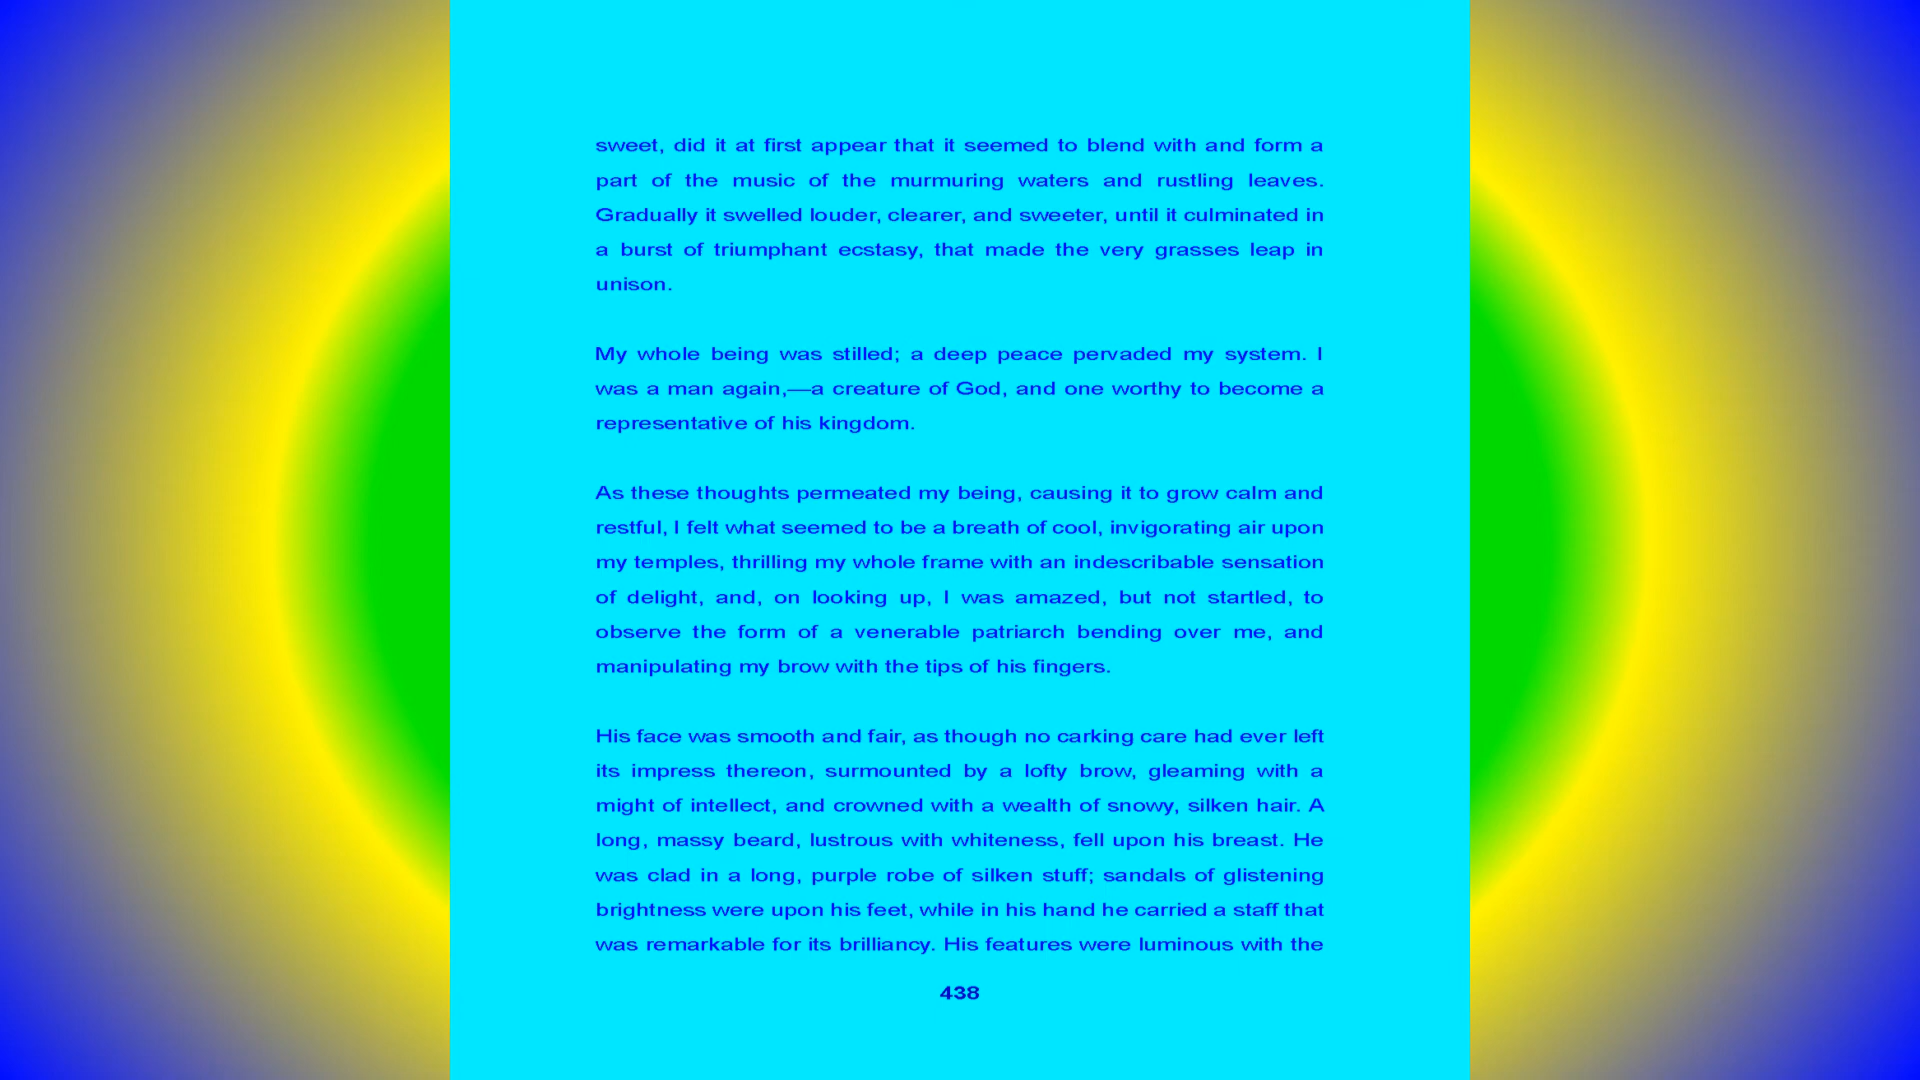 sweet, did it at first appear that it seemed to blend with and form a
part of the music of the murmuring waters and rustling leaves.
Gradually it swelled louder, clearer, and sweeter, until it culminated in
a burst of triumphant ecstasy, that made the very grasses leap in
unison.
My whole being was stilled; a deep peace pervaded my system. I
was a man again,—a creature of God, and one worthy to become a
representative of his kingdom.
As these thoughts permeated my being, causing it to grow calm and
restful, I felt what seemed to be a breath of cool, invigorating air upon
my temples, thrilling my whole frame with an indescribable sensation
of delight, and, on looking up, I was amazed, but not startled, to
observe the form of a venerable patriarch bending over me, and
manipulating my brow with the tips of his fingers.
His face was smooth and fair, as though no carking care had ever left
its impress thereon, surmounted by a lofty brow, gleaming with a
might of intellect, and crowned with a wealth of snowy, silken hair. A
long, massy beard, lustrous with whiteness, fell upon his breast. He
was clad in a long, purple robe of silken stuff; sandals of glistening
brightness were upon his feet, while in his hand he carried a staff that
was remarkable for its brilliancy. His features were luminous with the
438